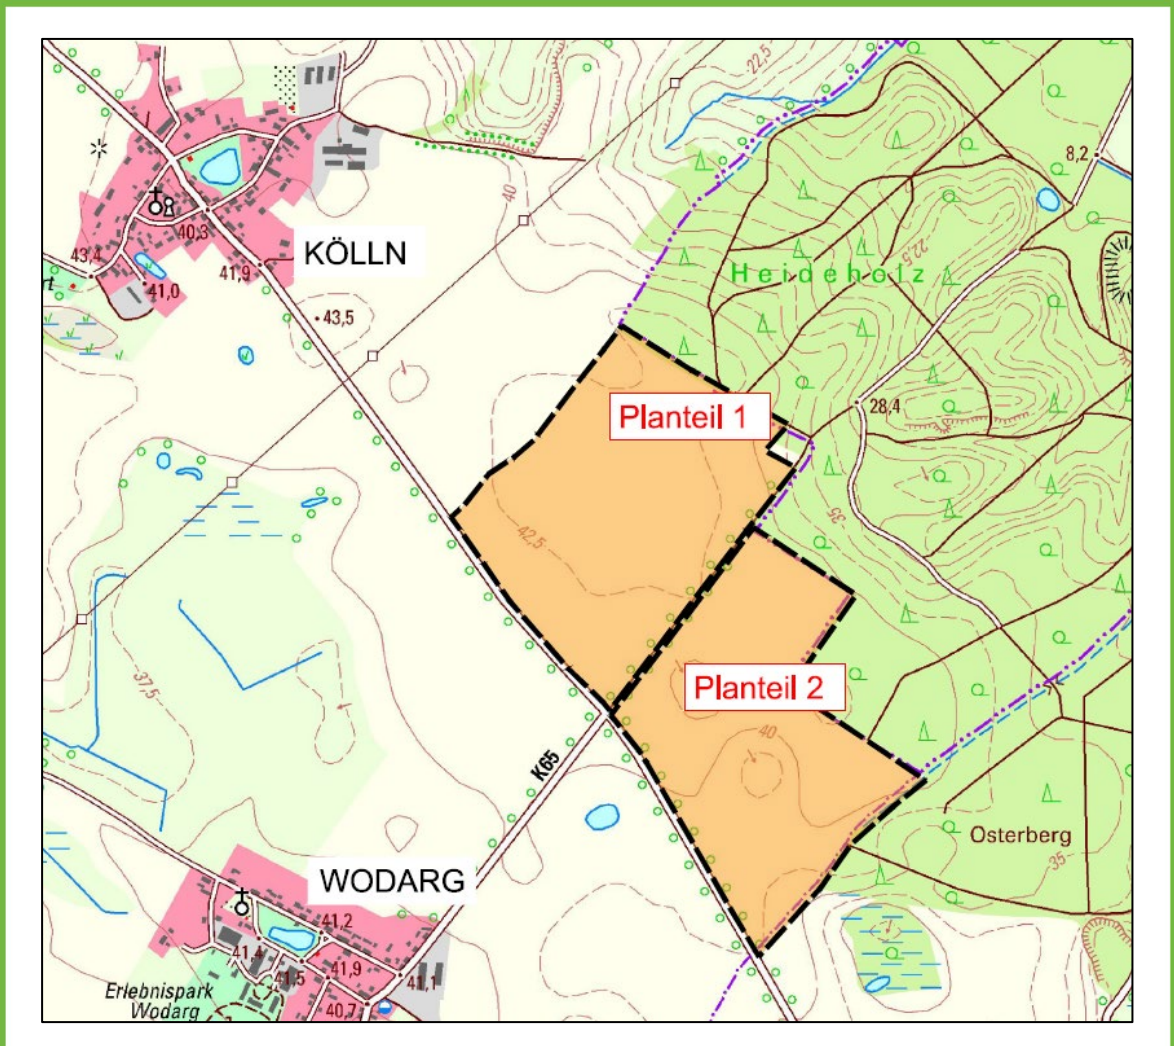 22,5
8,2
40
40,3
KÖLLN
43,4
41,9
41,0
rt
43,5
Heideholz
22,5
Planteil 1
28,4
35
42,5
37,5
Planteil 2
40
K65
Osterberg
35
WODARG
41,2
41,4
41,9
41,5
41,1
40,7
Erlebnispark
Wodarg